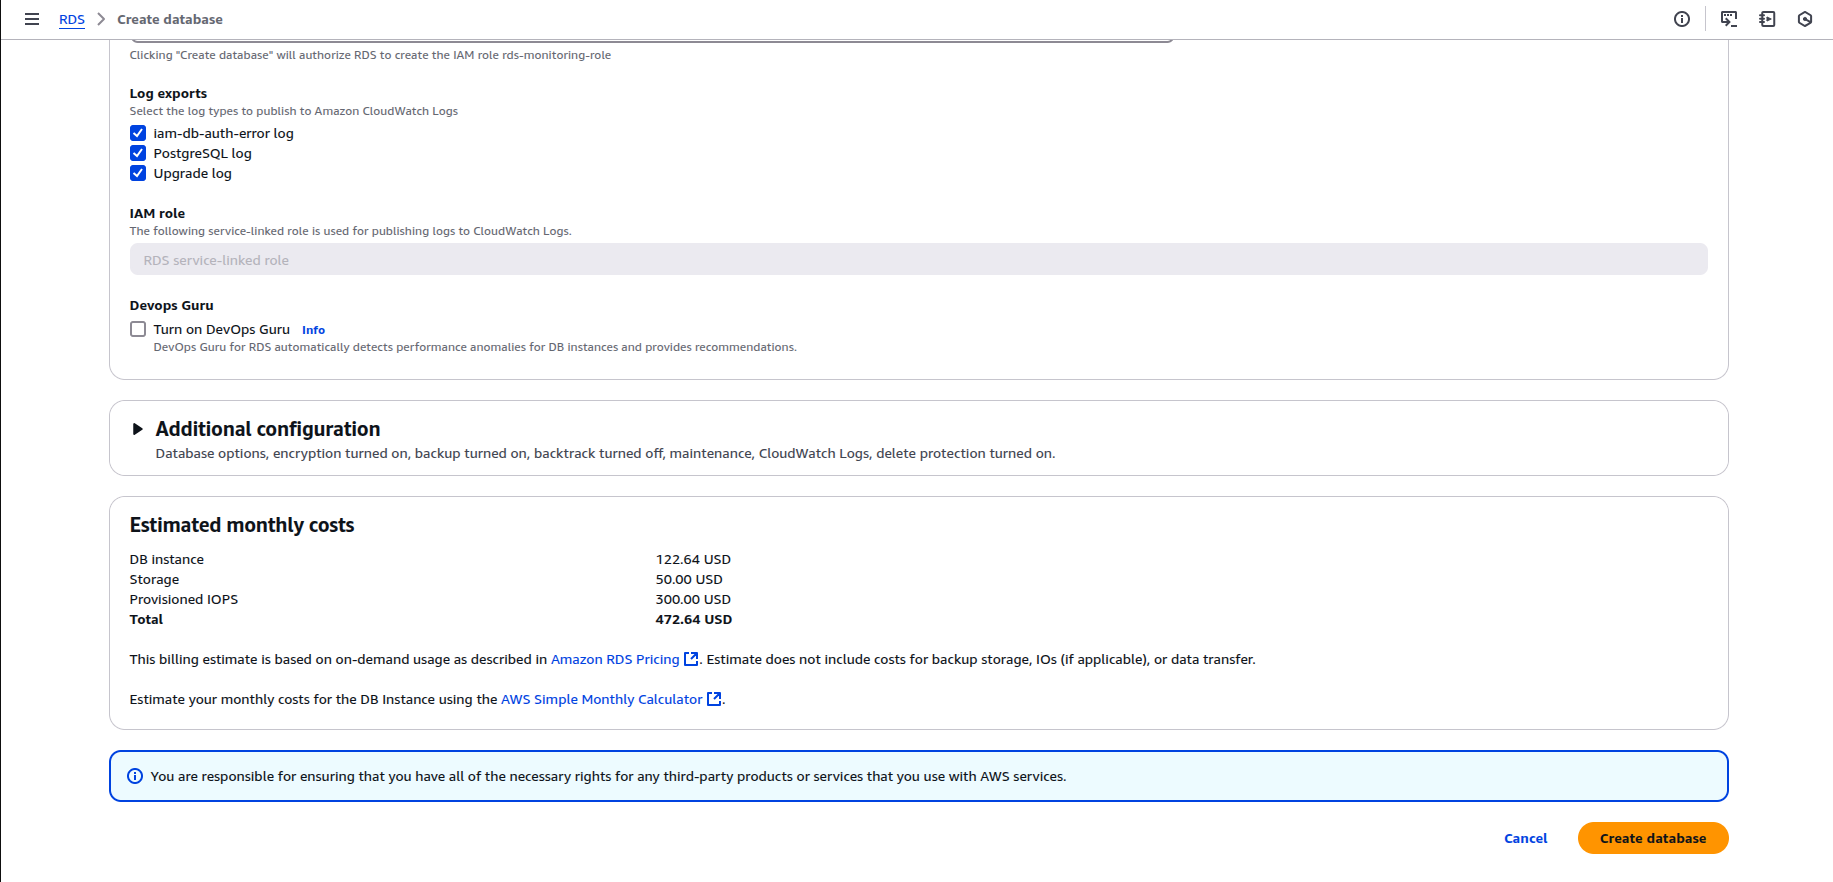 RDS > Create database
Clicking "Create database" will authorize RDS to create the IAM role rds-monitoring-role
Log exports
Select the log types to publish to Amazon CloudWatch Logs
iam-db-auth-error log
PostgreSQL log
Upgrade log
IAM role
The following service-linked role is used for publishing logs to CloudWatch Logs.
RDS service-linked role
Devops Guru
Turn on DevOps Guru Info
DevOps Guru for RDS automatically detects performance anomalies for DB instances and provides recommendations.
Additional configuration
Database options, encryption turned on, backup turned on, backtrack turned off, maintenance, CloudWatch Logs, delete protection turned on.
Estimated monthly costs
DB instance 122.64 USD
Storage 50.00 USD
Provisioned IOPS 300.00 USD
Total 472.64 USD
This billing estimate is based on on-demand usage as described in Amazon RDS Pricing. Estimate does not include costs for backup storage, IOs (if applicable), or data transfer.
Estimate your monthly costs for the DB Instance using the AWS Simple Monthly Calculator.
You are responsible for ensuring that you have all of the necessary rights for any third-party products or services that you use with AWS services.
Cancel Create database